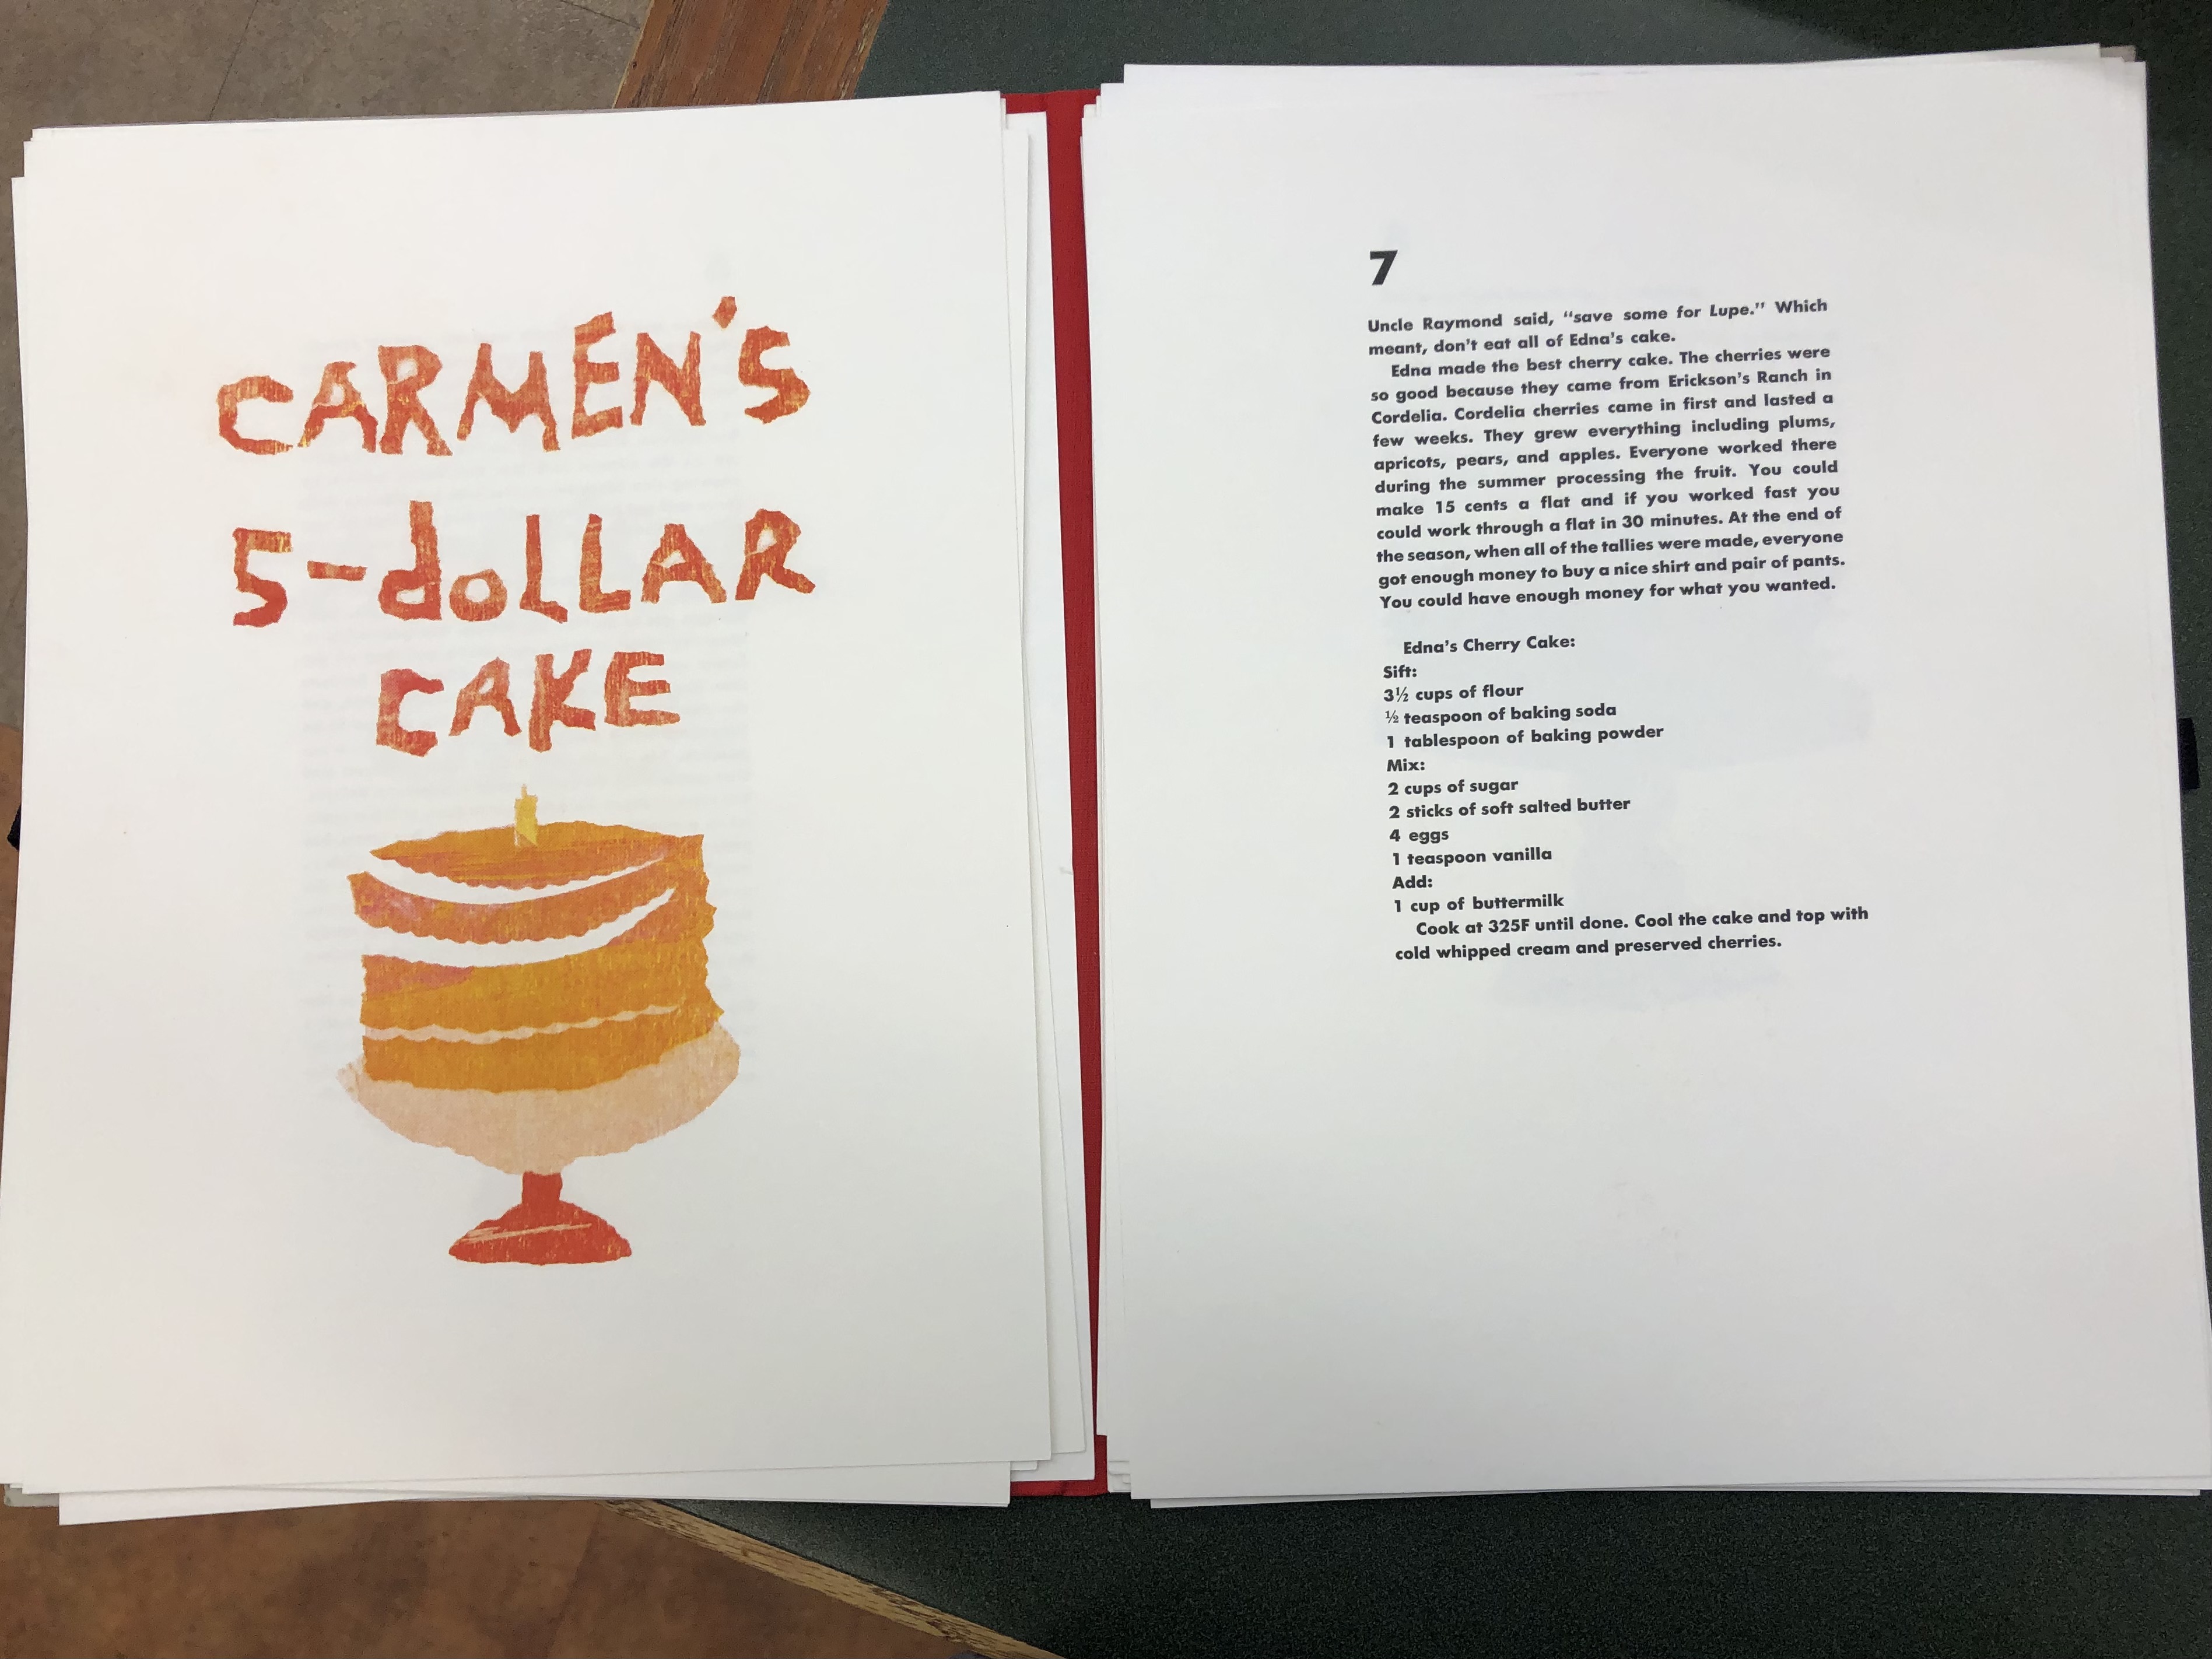 CARMEN'S
5-dollAR
CAKE
7
Uncle Raymond said, “save some for Lupe.” Which
meant, don’t eat all of Edna’s cake.
Edna made the best cherry cake. The cherries were
so good because they came from Erickson’s Ranch in
Cordelia. Cordelia cherries came in first and lasted a
few weeks. They grew everything including plums,
apricots, pears, and apples. Everyone worked there
during the summer processing the fruit. You could
make 15 cents a flat and if you worked fast you
could work through a flat in 30 minutes. At the end of
the season, when all of the tallies were made, everyone
got enough money to buy a nice shirt and pair of pants.
You could have enough money for what you wanted.
Edna’s Cherry Cake:
Sift:
3½ cups of flour
½ teaspoon of baking soda
1 tablespoon of baking powder
Mix:
2 cups of sugar
2 sticks of soft salted butter
4 eggs
1 teaspoon vanilla
Add:
1 cup of buttermilk
Cook at 325F until done. Cool the cake and top with
cold whipped cream and preserved cherries.